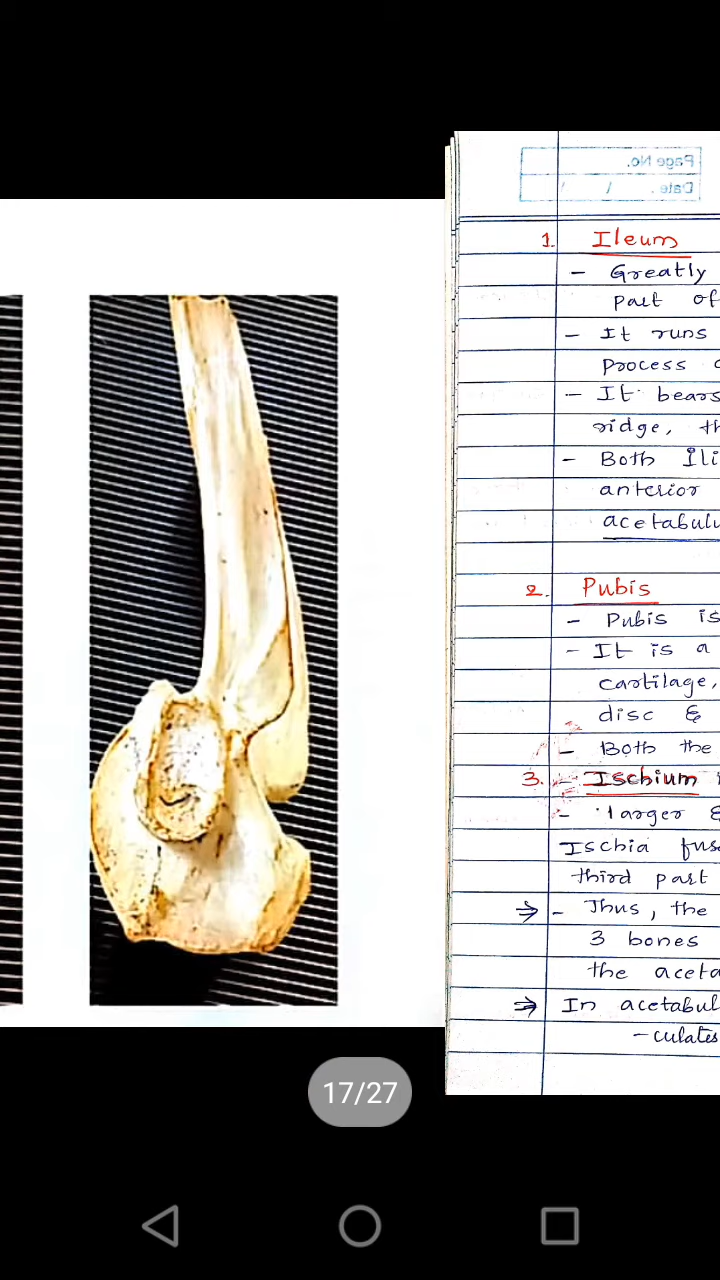 Page No.
Date. / /
1. Ileum
- Greatly
part of
- It runs
process
- It bears
ridge, th
- Both Ili
anterior
acetabulu
2. Pubis
- Pubis is
- It is a
cartilage,
disc &
- Both the
3. - Ischium
- larger &
Ischia fuse
third part
⇒ - Thus, the
3 bones
the aceta
⇒ In acetabul
-culates
17/27